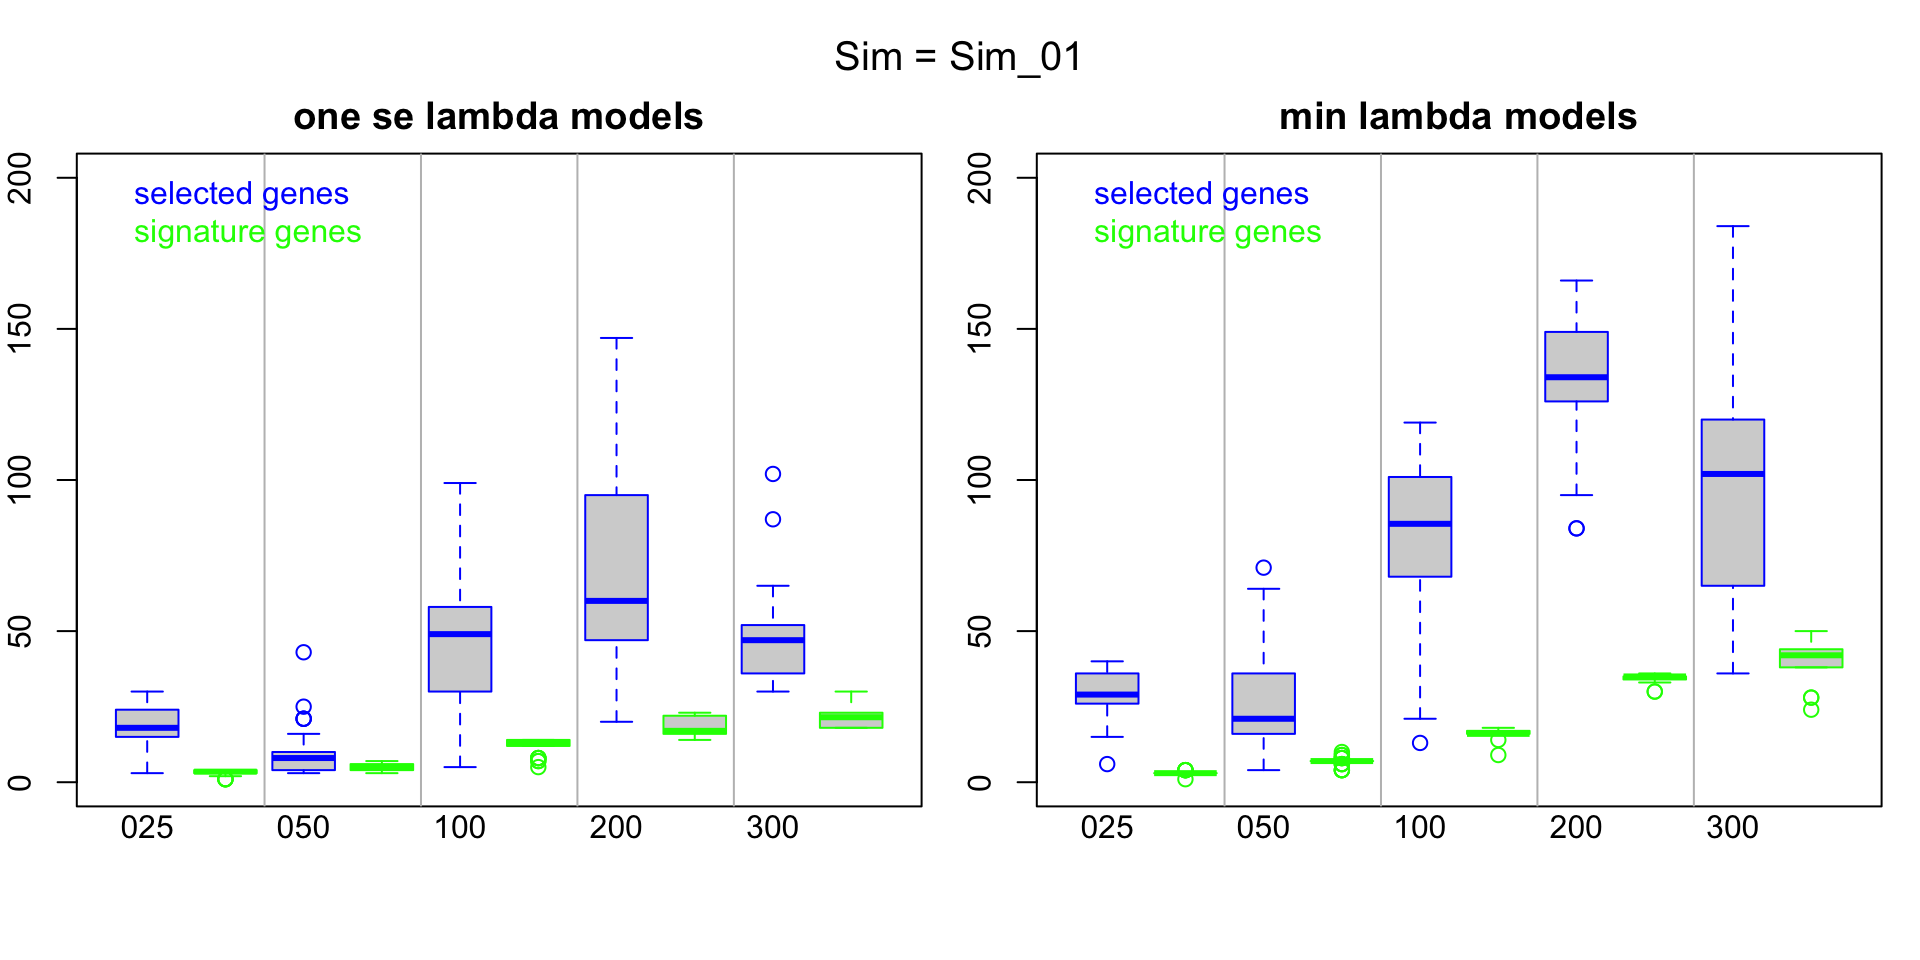 Sim = Sim_01
one se lambda models
200
150
100
50
0
selected genes
signature genes
025 050 100 200 300
min lambda models
200
150
100
50
0
selected genes
signature genes
025 050 100 200 300